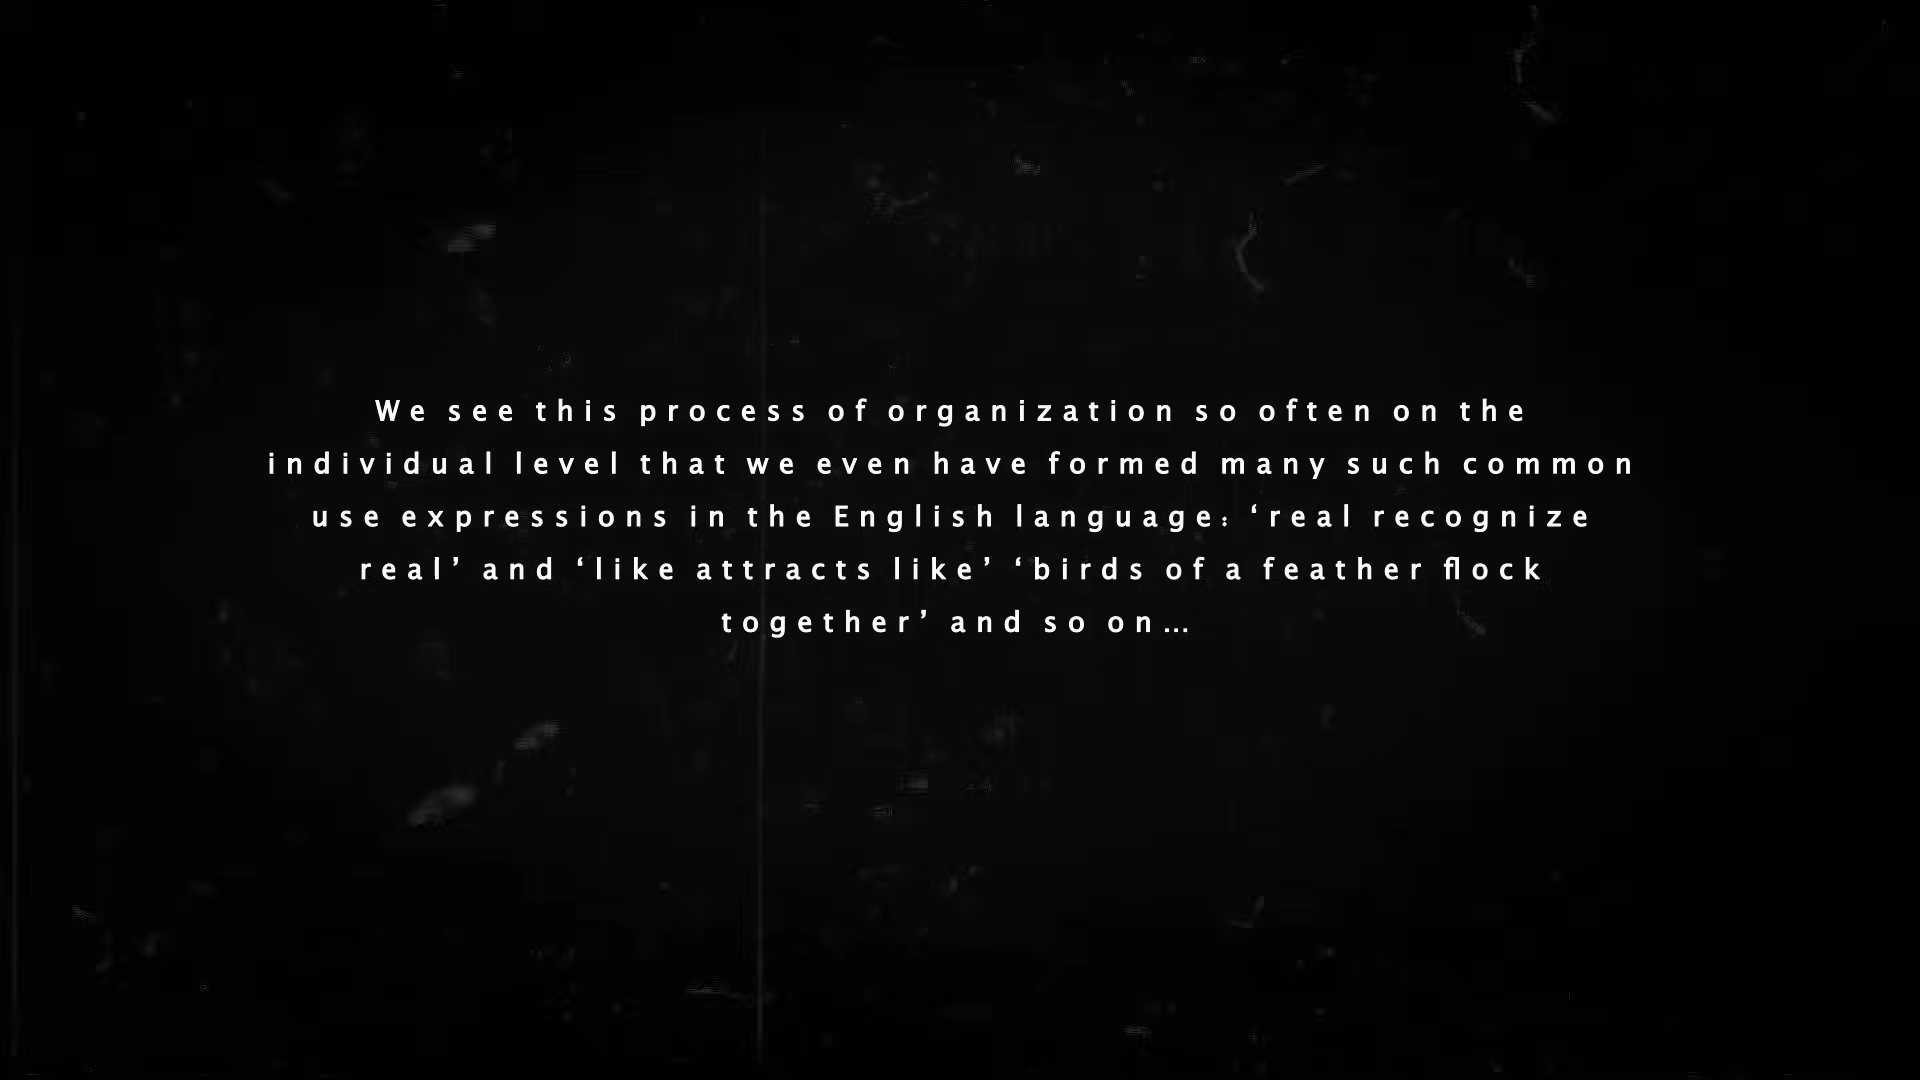 We see this process of organization so often on the
individual level that we even have formed many such common
use expressions in the English language: ‘real recognize
real’ and ‘like attracts like’ ‘birds of a feather flock
together’ and so on...